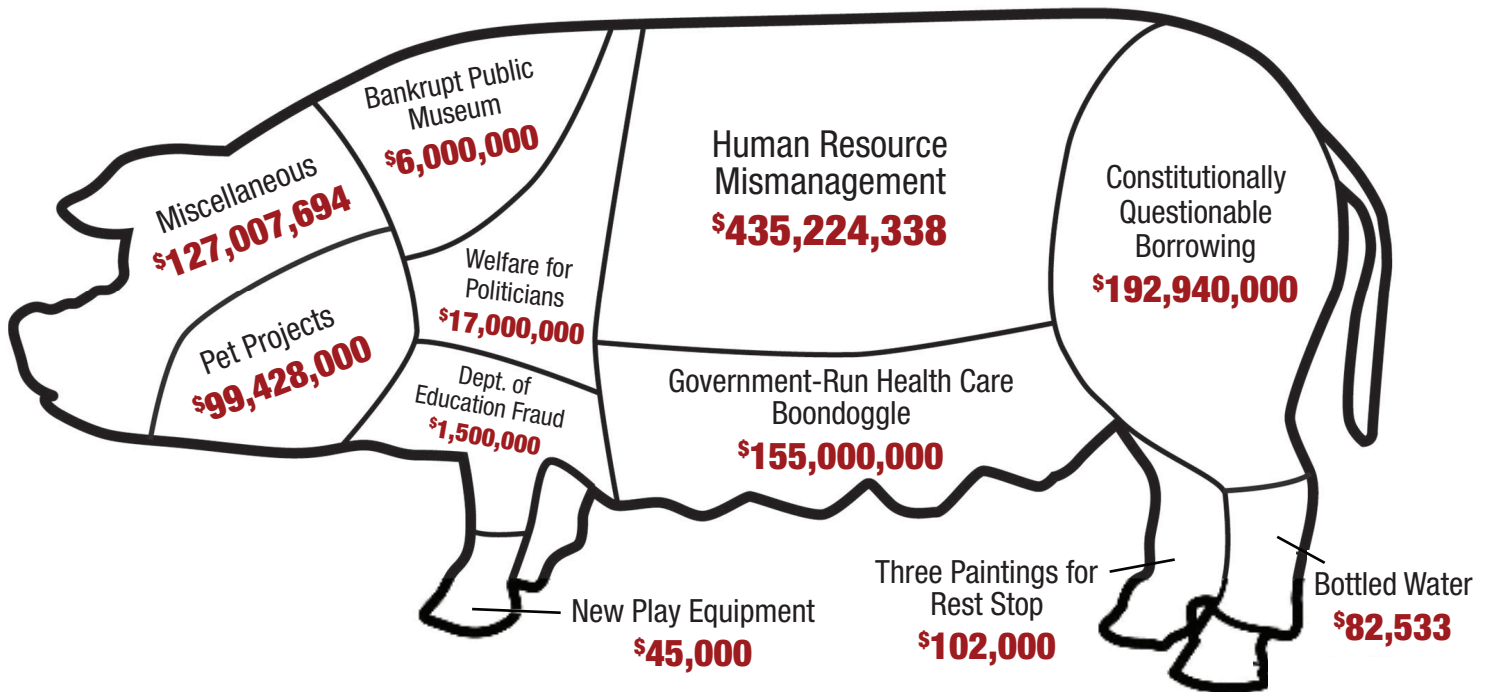 Bankrupt Public
Museum
$6,000,000
Miscellaneous
$127,007,694
Pet Projects
$99,428,000
Welfare for
Politicians
$17,000,000
Dept. of
Education Fraud
$1,500,000
Human Resource
Mismanagement
$435,224,338
Government-Run Health Care
Boondoggle
$155,000,000
Constitutionally
Questionable
Borrowing
$192,940,000
New Play Equipment
$45,000
Three Paintings for
Rest Stop
$102,000
Bottled Water
$82,533